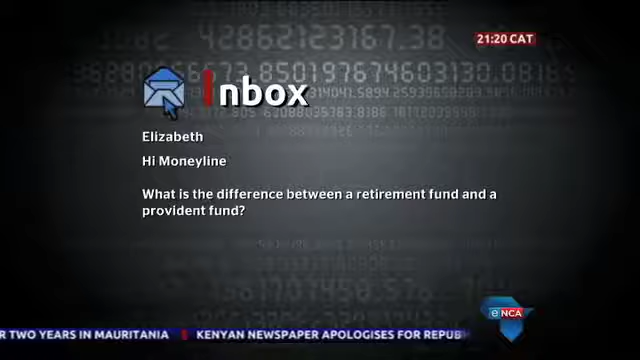 21:20 CAT
Inbox
Elizabeth
Hi Moneyline
What is the difference between a retirement fund and a
provident fund?
eNCA
R TWO YEARS IN MAURITANIA KENYAN NEWSPAPER APOLOGISES FOR REPUB